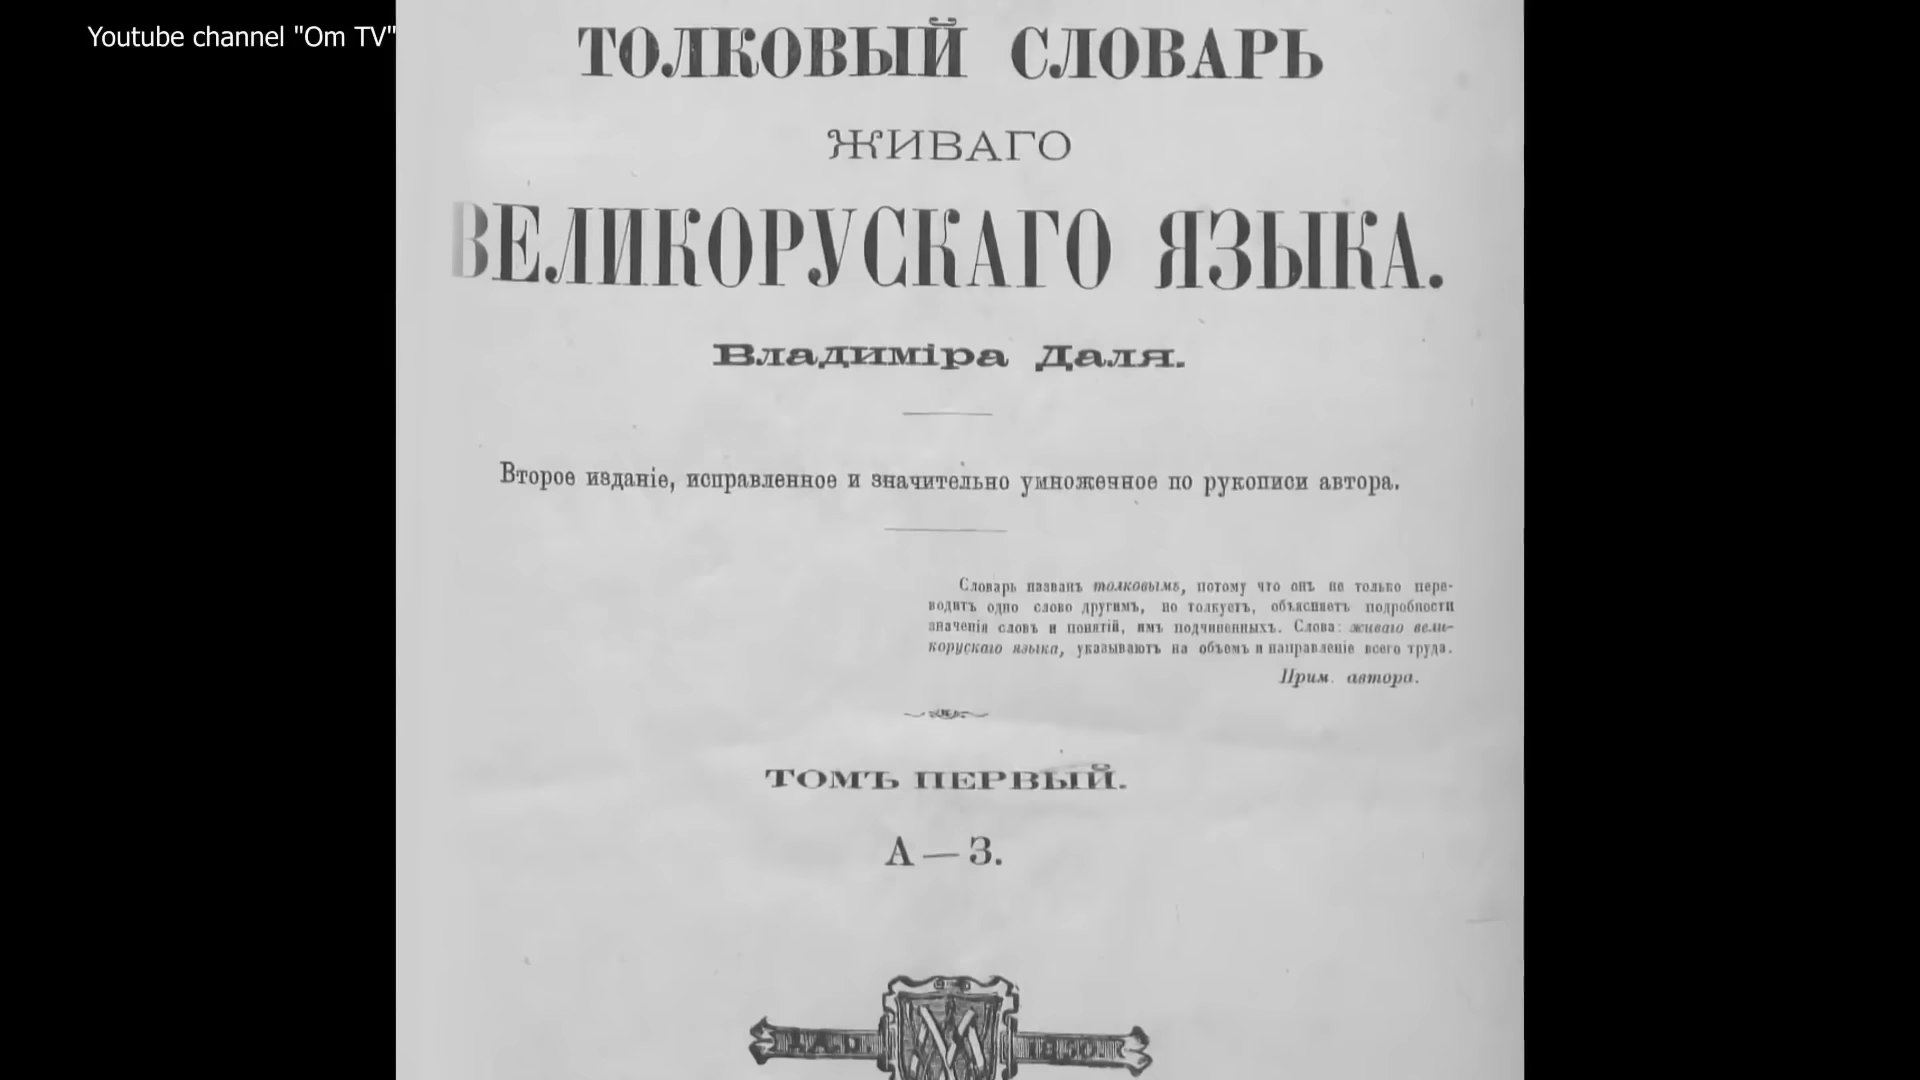 Youtube channel "Om TV"
ТОЛКОВЫЙ СЛОВАРЬ
ЖИВАГО
ВЕЛИКОРУСКАГО ЯЗЫКА.
Владиміра Даля.
Второе изданіе, исправленное и значительно умноженное по рукописи автора.
Словарь названъ толковымъ, потому что онъ не только пере-
водитъ одно слово другимъ, но толкуетъ, объясняетъ подробности
значенія словъ и понятій, имъ подчиненныхъ. Слова: живаго вели-
корускаго языка, указываютъ на объемъ и направленіе всего труда.
Прим. автора.
ТОМЪ ПЕРВЫЙ.
А — З.